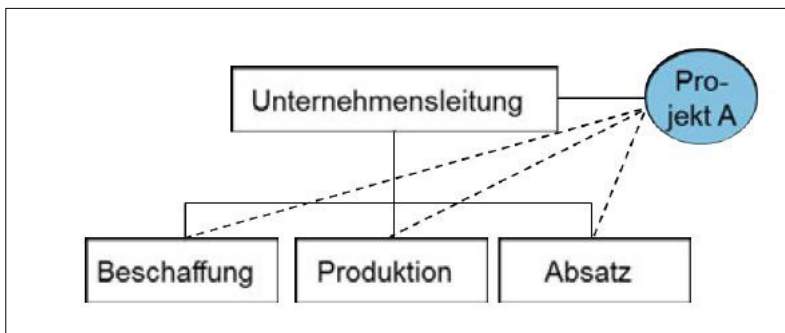 Unternehmensleitung
Pro-
jekt A
Beschaffung
Produktion
Absatz